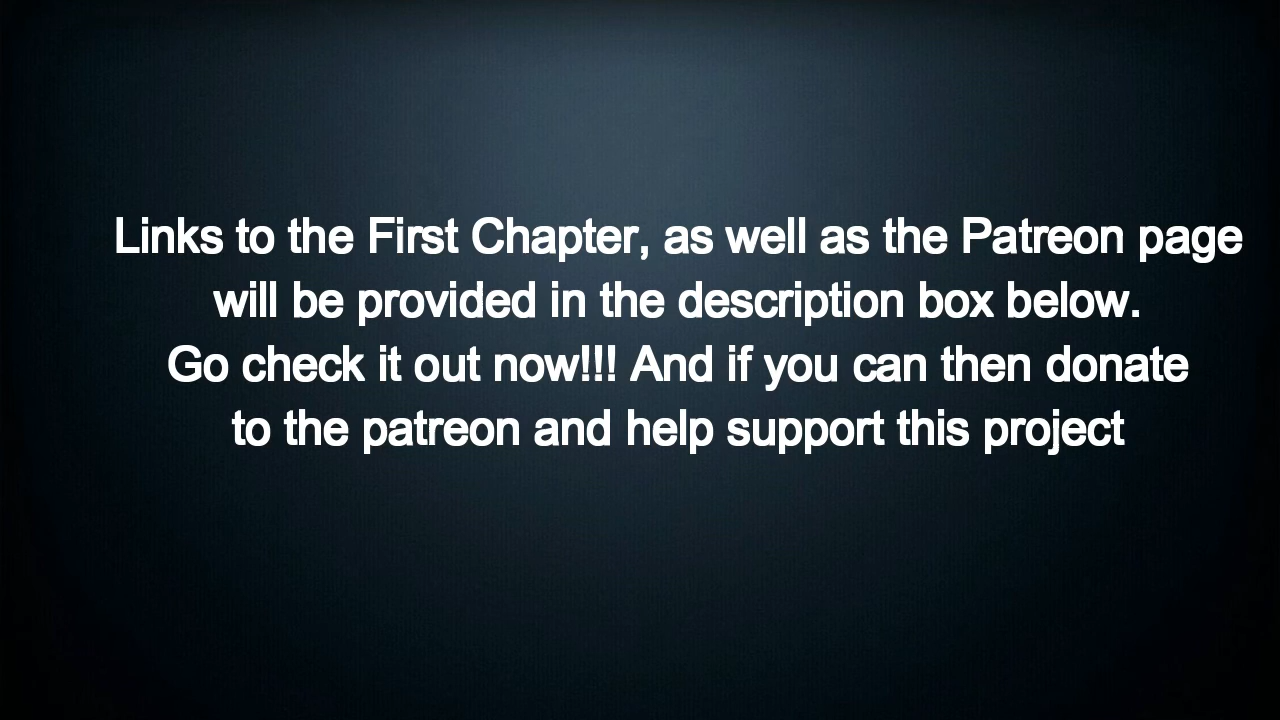 Links to the First Chapter, as well as the Patreon page
will be provided in the description box below.
Go check it out now!!! And if you can then donate
to the patreon and help support this project